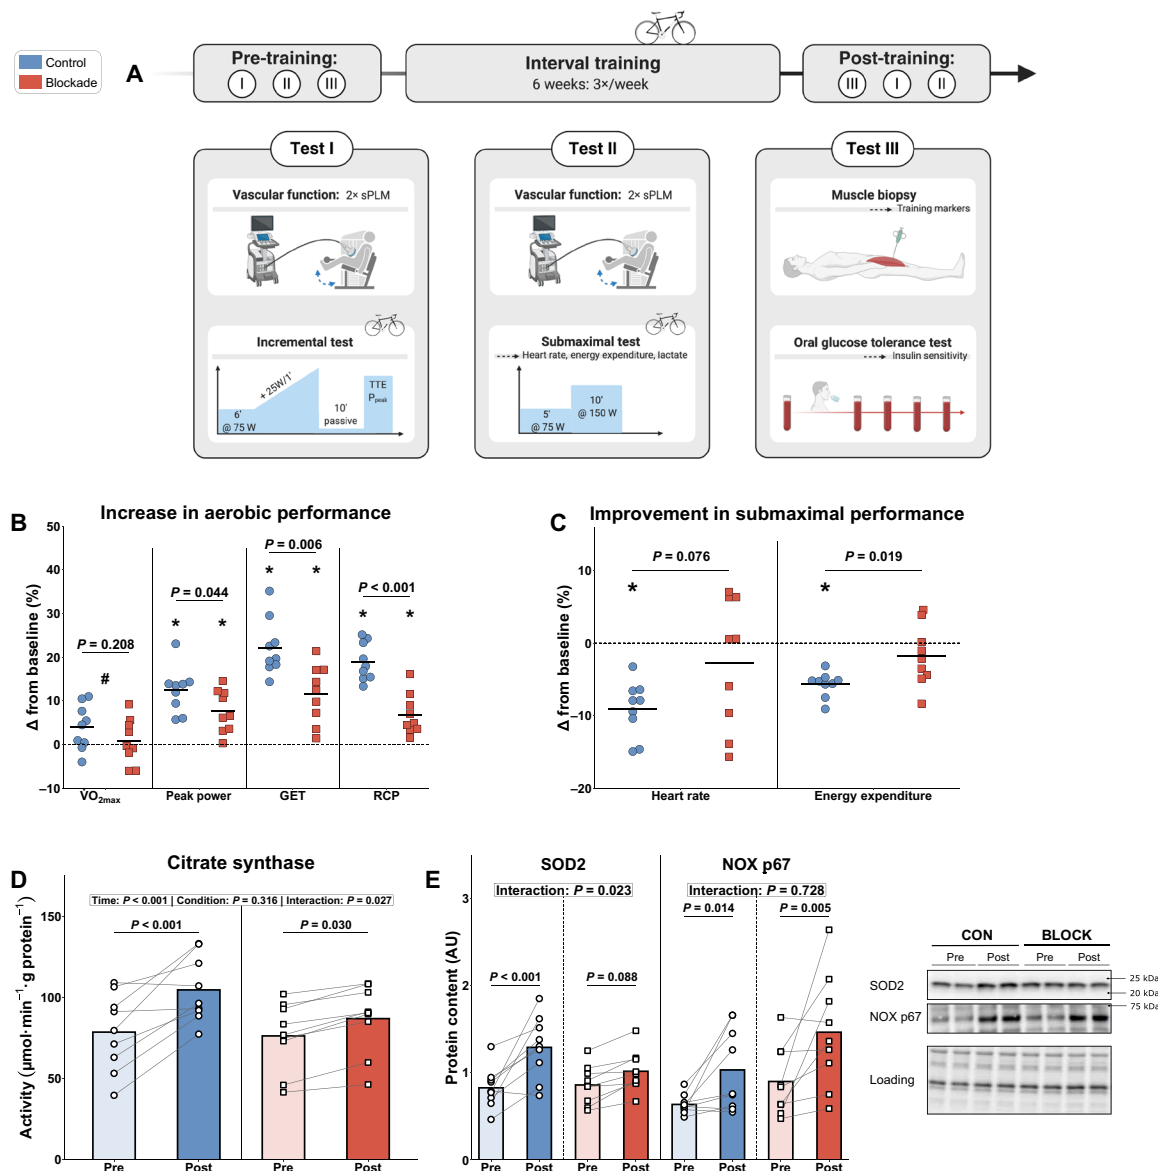 Control
Blockade
A
Pre-training:
I II III
Interval training
6 weeks: 3×/week
Post-training:
III I II
Test I
Vascular function: 2× sPLM
Incremental test
+ 25W/1'
6'
@ 75 W
10'
passive
TTE
Ppeak
Test II
Vascular function: 2× sPLM
Submaximal test
Heart rate, energy expenditure, lactate
5'
@ 75 W
10'
@ 150 W
Test III
Muscle biopsy
Training markers
Oral glucose tolerance test
Insulin sensitivity
B
Increase in aerobic performance
Δ from baseline (%)
50
40
30
20
10
0
−10
P = 0.208
#
P = 0.044
* *
P = 0.006
* *
P < 0.001
* *
V̇O2max
Peak power
GET
RCP
C
Improvement in submaximal performance
Δ from baseline (%)
10
0
−10
−20
P = 0.076
*
P = 0.019
*
Heart rate
Energy expenditure
D
Citrate synthase
Activity (μmol·min−1·g protein−1)
150
100
50
0
Time: P < 0.001 | Condition: P = 0.316 | Interaction: P = 0.027
P < 0.001
P = 0.030
Pre Post Pre Post
E
SOD2
NOX p67
Protein content (AU)
3
2
1
0
Interaction: P = 0.023
Interaction: P = 0.728
P < 0.001
P = 0.088
P = 0.014
P = 0.005
Pre Post Pre Post Pre Post Pre Post
CON BLOCK
Pre Post Pre Post
SOD2
25 kDa
20 kDa
NOX p67
75 kDa
Loading